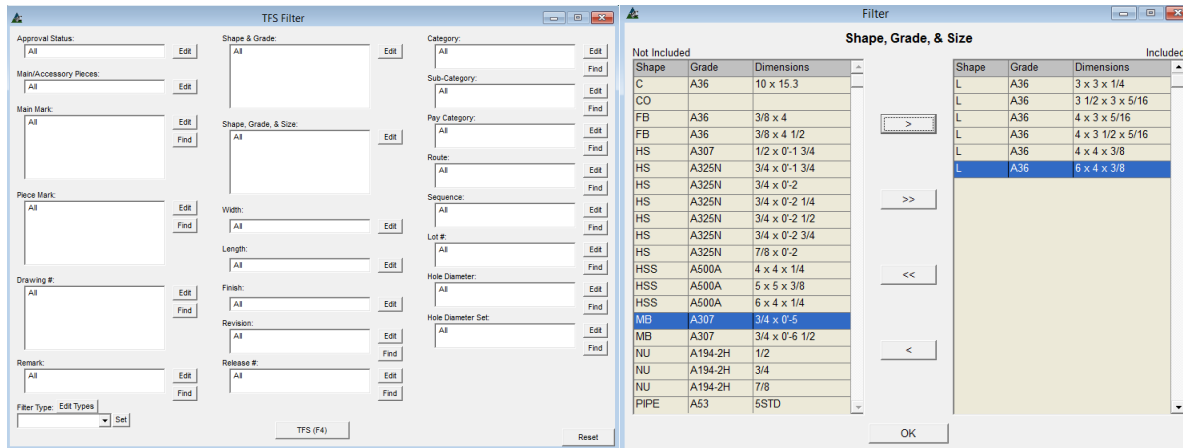 TFS Filter
Approval Status:
All
Edit
Main/Accessory Pieces:
All
Edit
Main Mark:
All
Edit
Find
Piece Mark:
All
Edit
Find
Drawing #:
All
Edit
Find
Remark:
All
Edit
Find
Filter Type:
Edit Types
Set
Shape & Grade:
All
Edit
Shape, Grade, & Size:
All
Edit
Width:
All
Edit
Length:
All
Edit
Finish:
All
Edit
Revision:
All
Edit
Find
Release #:
All
Edit
Find
TFS (F4)
Category:
All
Edit
Find
Sub-Category:
All
Edit
Find
Pay Category:
All
Edit
Find
Route:
All
Edit
Find
Sequence:
All
Edit
Find
Lot #:
All
Edit
Find
Hole Diameter:
All
Edit
Find
Hole Diameter Set:
All
Edit
Find
Reset
Filter
Shape, Grade, & Size
Not Included
Shape Grade Dimensions
C A36 10 x 15.3
CO
FB A36 3/8 x 4
FB A36 3/8 x 4 1/2
HS A307 1/2 x 0'-1 3/4
HS A325N 3/4 x 0'-1 3/4
HS A325N 3/4 x 0'-2
HS A325N 3/4 x 0'-2 1/4
HS A325N 3/4 x 0'-2 1/2
HS A325N 3/4 x 0'-2 3/4
HS A325N 7/8 x 0'-2
HSS A500A 4 x 4 x 1/4
HSS A500A 5 x 5 x 3/8
HSS A500A 6 x 4 x 1/4
MB A307 3/4 x 0'-5
MB A307 3/4 x 0'-6 1/2
NU A194-2H 1/2
NU A194-2H 3/4
NU A194-2H 7/8
PIPE A53 5STD
>
>>
<<
<
Included
Shape Grade Dimensions
L A36 3 x 3 x 1/4
L A36 3 1/2 x 3 x 5/16
L A36 4 x 3 x 5/16
L A36 4 x 3 1/2 x 5/16
L A36 4 x 4 x 3/8
L A36 6 x 4 x 3/8
OK